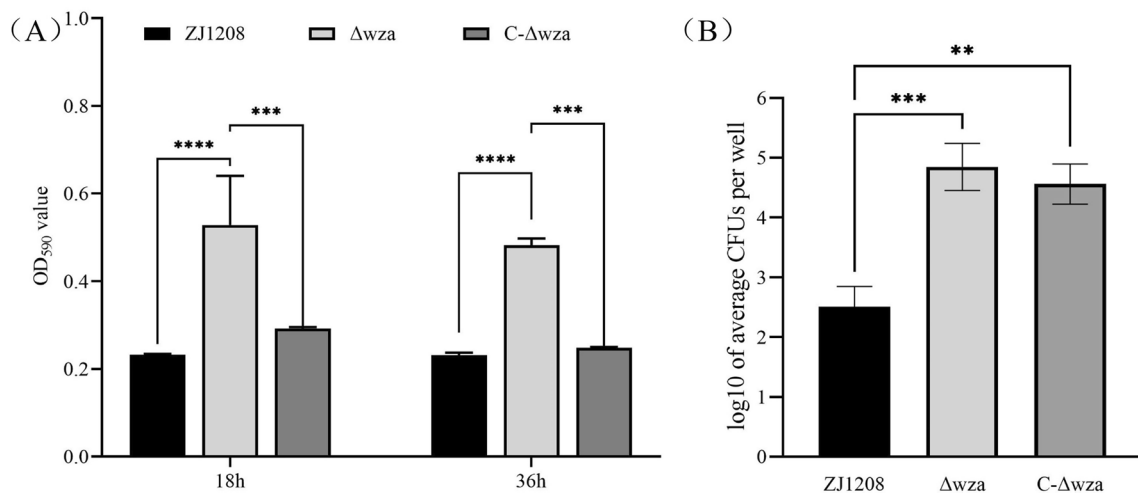 (A)
ZJ1208 Δwza C-Δwza
OD590 value
1.0
0.8
0.6
0.4
0.2
0.0
**** ***
**** ***
18h 36h
(B)
**
***
log10 of average CFUs per well
6
5
4
3
2
1
0
ZJ1208 Δwza C-Δwza